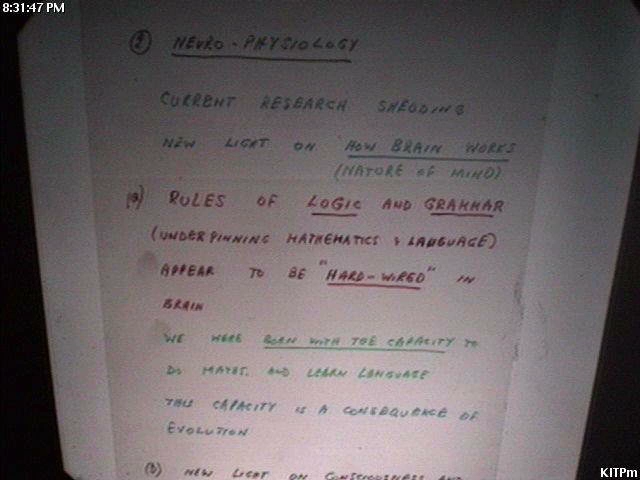 8:31:47 PM
② NEURO-PHYSIOLOGY
CURRENT RESEARCH SHEDDING
NEW LIGHT ON HOW BRAIN WORKS
(NATURE OF MIND)
(a) RULES OF LOGIC AND GRAMMAR
(UNDERPINNING MATHEMATICS & LANGUAGE)
APPEAR TO BE "HARD-WIRED" IN
BRAIN
WE WERE BORN WITH THE CAPACITY TO
DO MATHS. AND LEARN LANGUAGE
THIS CAPACITY IS A CONSEQUENCE OF
EVOLUTION
(b) NEW LIGHT ON CONSCIOUSNESS AND
KITPm